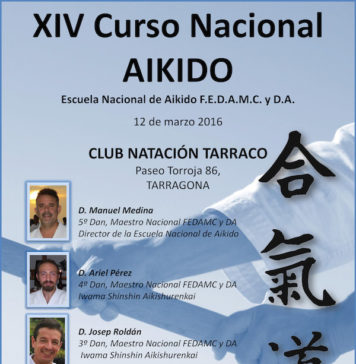 XIV Curso Nacional
AIKIDO
Escuela Nacional de Aikido F.E.D.A.M.C. y D.A.
12 de marzo 2016
CLUB NATACIÓN TARRACO
Paseo Torroja 86,
TARRAGONA
D. Manuel Medina
5º Dan, Maestro Nacional FEDAMC y DA
Director de la Escuela Nacional de Aikido
D. Ariel Pérez
4º Dan, Maestro Nacional FEDAMC y DA
Iwama Shinshin Aikishurenkai
D. Josep Roldán
3º Dan, Maestro Nacional FEDAMC y DA
Iwama Shinshin Aikishurenkai
合
氣
道